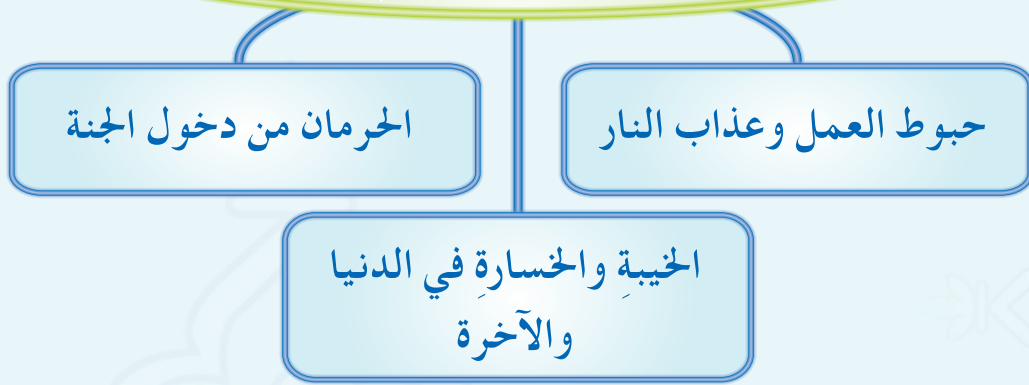 حبوط العمل وعذاب النار
الحرمان من دخول الجنة
الخيبةِ والخسارةِ في الدنيا
والآخرة